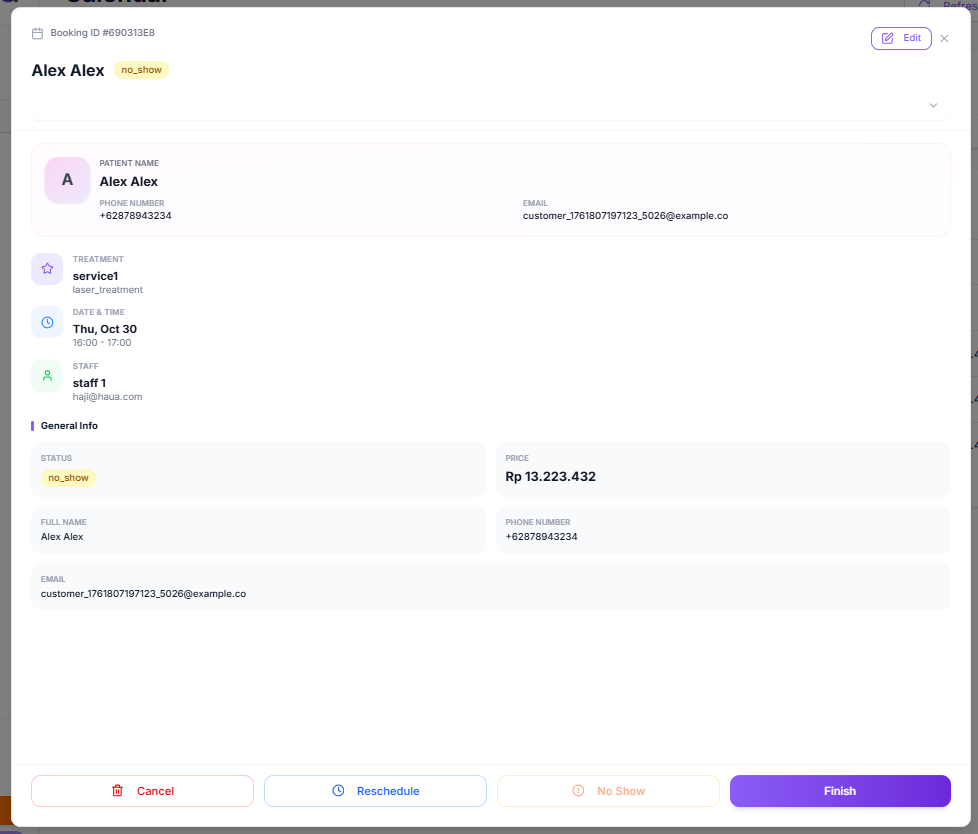 Calendar
Refres
Booking ID #690313E8
Edit
Alex Alex no_show
PATIENT NAME
A
Alex Alex
PHONE NUMBER EMAIL
+62878943234 customer_1761807197123_5026@example.co
TREATMENT
service1
laser_treatment
DATE & TIME
Thu, Oct 30
16:00 - 17:00
STAFF
staff 1
haji@haua.com
General Info
STATUS PRICE
no_show Rp 13.223.432
FULL NAME PHONE NUMBER
Alex Alex +62878943234
EMAIL
customer_1761807197123_5026@example.co
Cancel Reschedule No Show Finish